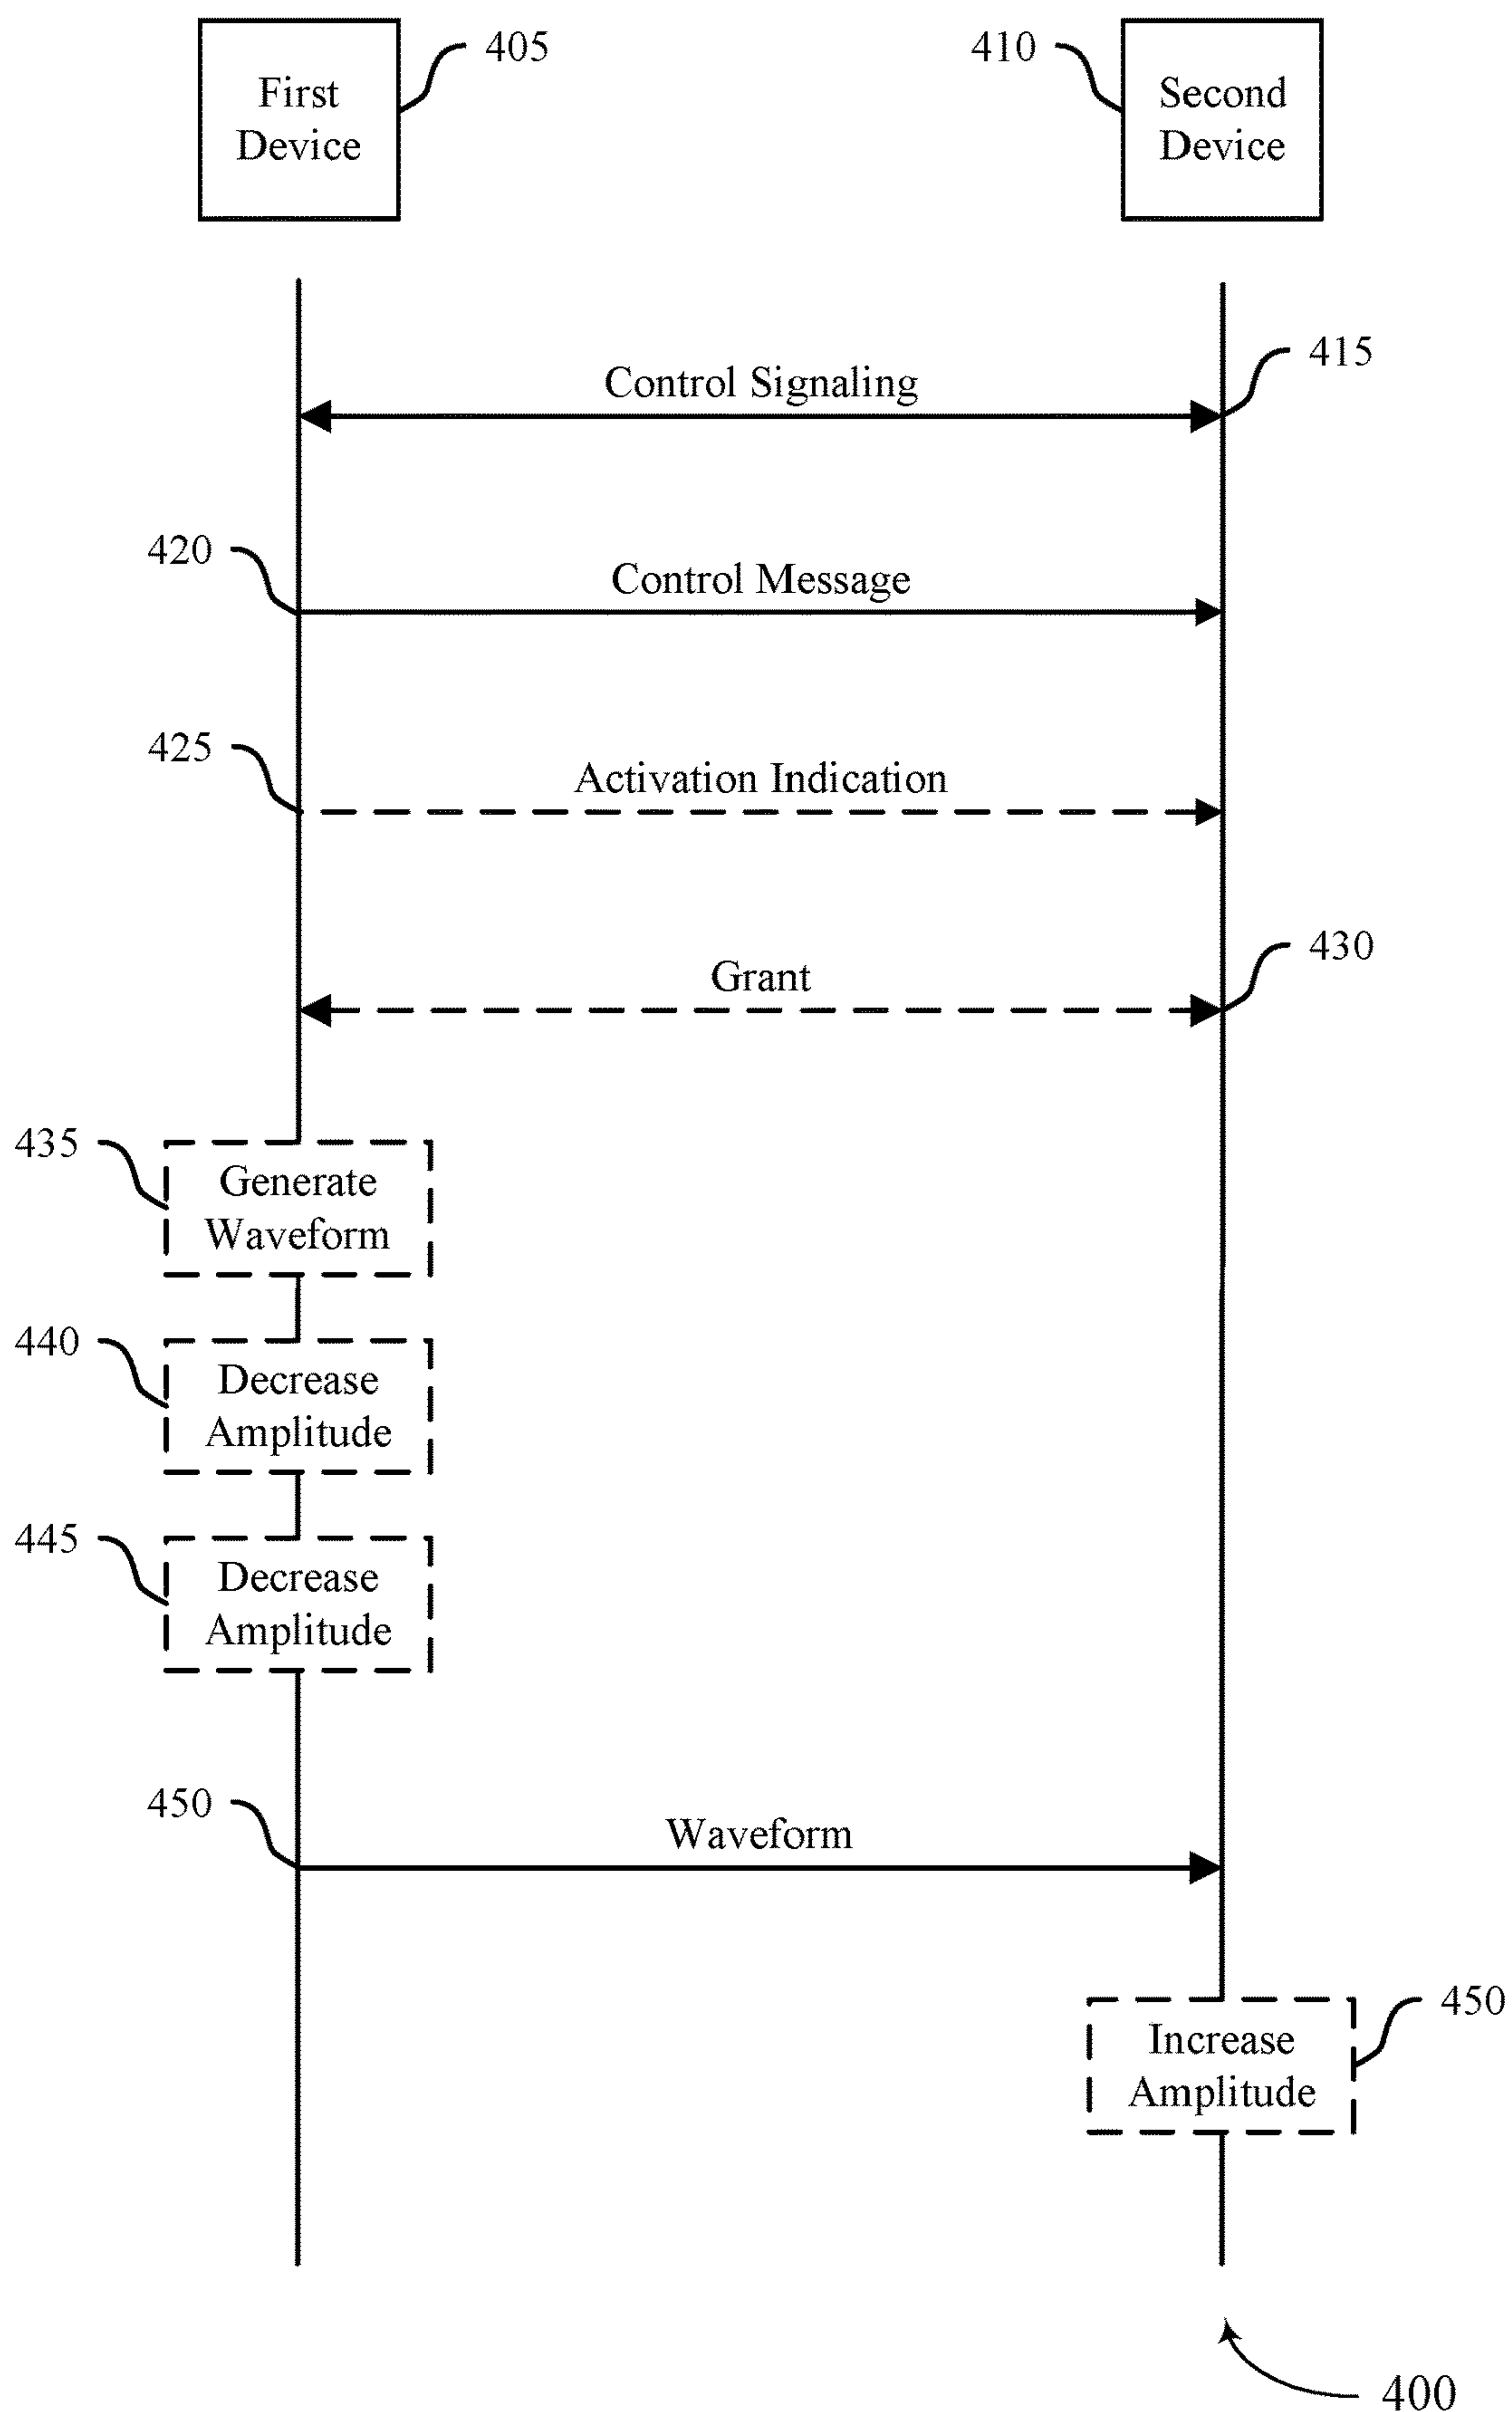 First
Device
405
410
Second
Device
415
Control Signaling
420
Control Message
425
Activation Indication
430
Grant
435
Generate
Waveform
440
Decrease
Amplitude
445
Decrease
Amplitude
450
Waveform
450
Increase
Amplitude
400